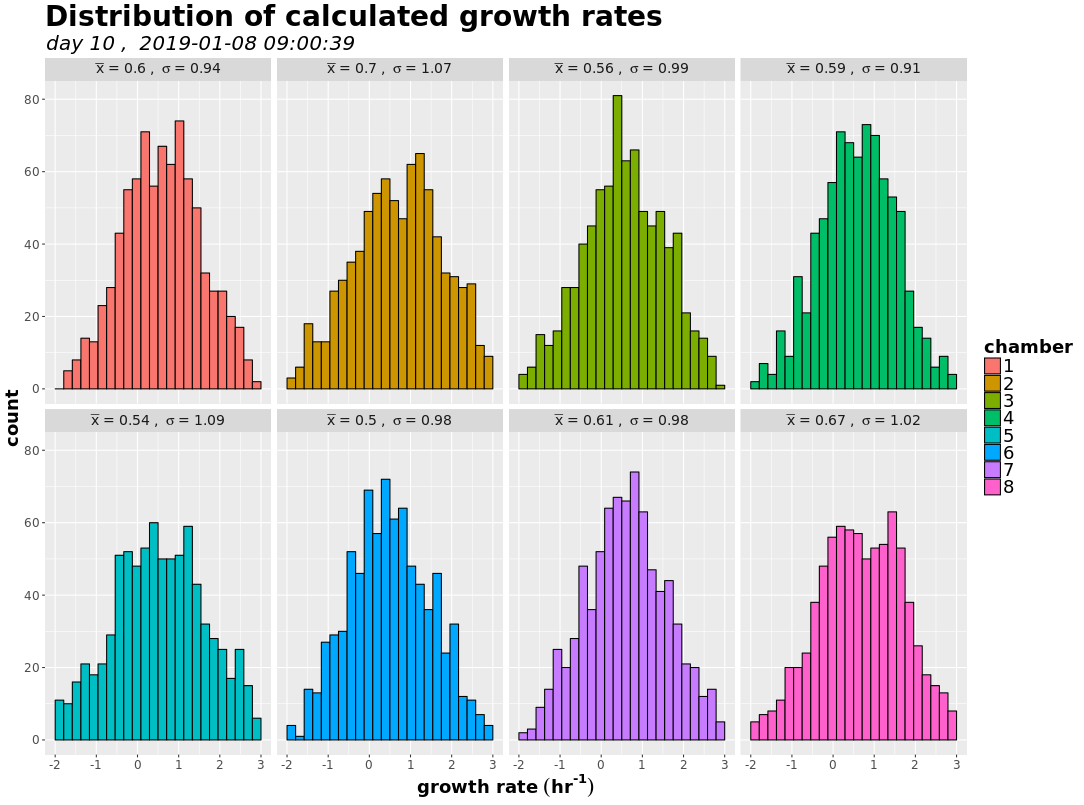 Distribution of calculated growth rates
day 10 ,  2019-01-08 09:00:39
x̅ = 0.6 ,  σ = 0.94
x̅ = 0.7 ,  σ = 1.07
x̅ = 0.56 ,  σ = 0.99
x̅ = 0.59 ,  σ = 0.91
80
60
40
20
0
x̅ = 0.54 ,  σ = 1.09
x̅ = 0.5 ,  σ = 0.98
x̅ = 0.61 ,  σ = 0.98
x̅ = 0.67 ,  σ = 1.02
80
60
40
20
0
count
-2 -1 0 1 2 3
-2 -1 0 1 2 3
-2 -1 0 1 2 3
-2 -1 0 1 2 3
growth rate (hr⁻¹)
chamber
1
2
3
4
5
6
7
8